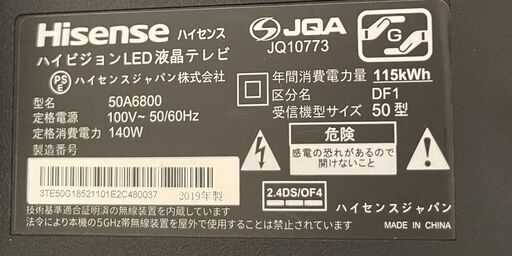 Hisense ハイセンス
ハイビジョンLED液晶テレビ
PS
E
ハイセンスジャパン株式会社
型名 50A6800
定格電源 100V~ 50/60Hz
定格消費電力 140W
製造番号
3TE50G18521101E2C480037 2019年製
技術基準適合証明済の無線装置を内蔵しています
法令により本機の5GHz帯無線装置を屋外で使用することはできません
JQA
JQ10773
G
年間消費電力量 115kWh
区分名 DF1
受信機型サイズ 50型
危険
感電の恐れがあるので
開けないこと
2.4DS/OF4
ハイセンスジャパン
MADE IN CHINA